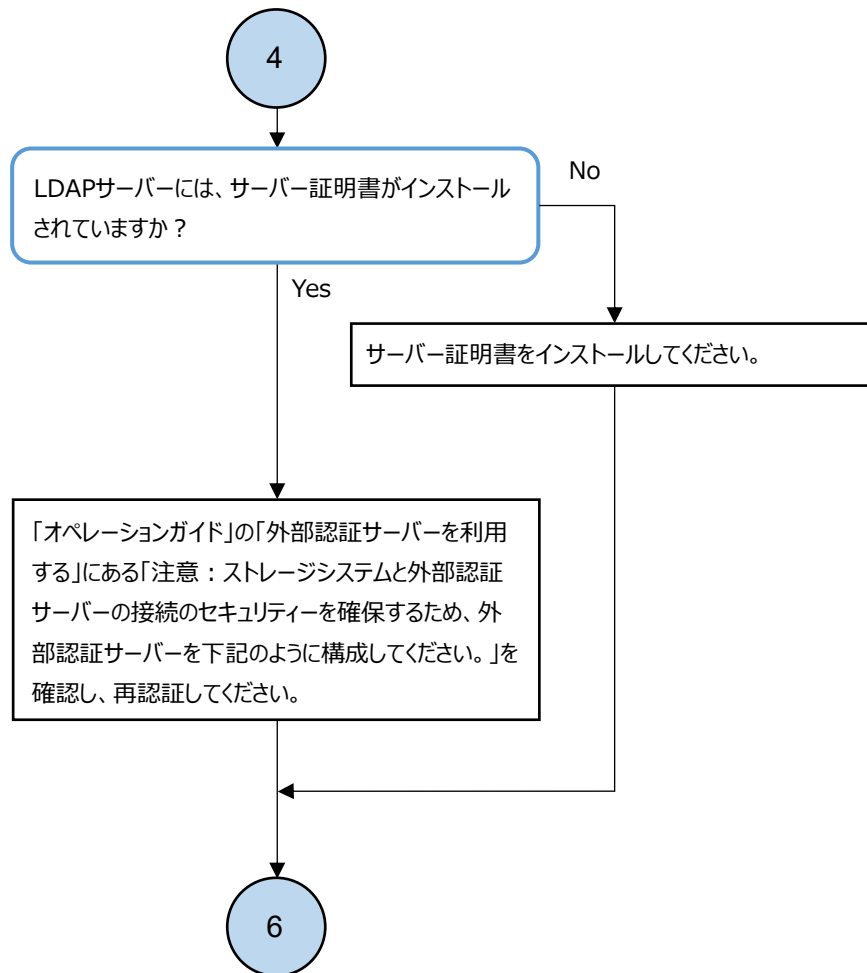 4
LDAPサーバーには、サーバー証明書がインストール
されていますか？
No
Yes
サーバー証明書をインストールしてください。
「オペレーションガイド」の「外部認証サーバーを利用
する」にある「注意：ストレージシステムと外部認証
サーバーの接続のセキュリティーを確保するため、外
部認証サーバーを下記のように構成してください。」を
確認し、再認証してください。
6